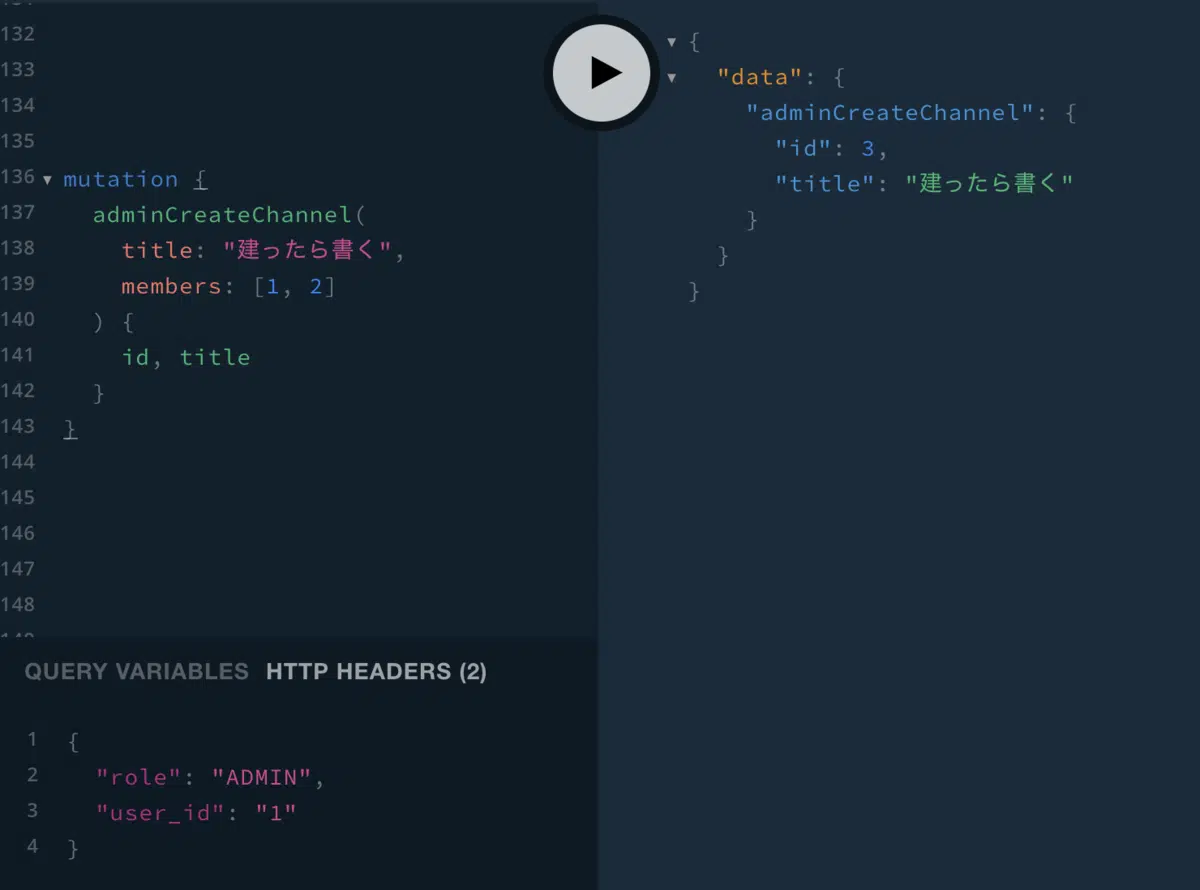 132
133
134
135
136 ▾ mutation {
137 adminCreateChannel(
138 title: "建ったら書く",
139 members: [1, 2]
140 ) {
141 id, title
142 }
143 }
144
145
146
147
148
QUERY VARIABLES HTTP HEADERS (2)
1 {
2 "role": "ADMIN",
3 "user_id": "1"
4 }
▾ {
▾ "data": {
"adminCreateChannel": {
"id": 3,
"title": "建ったら書く"
}
}
}